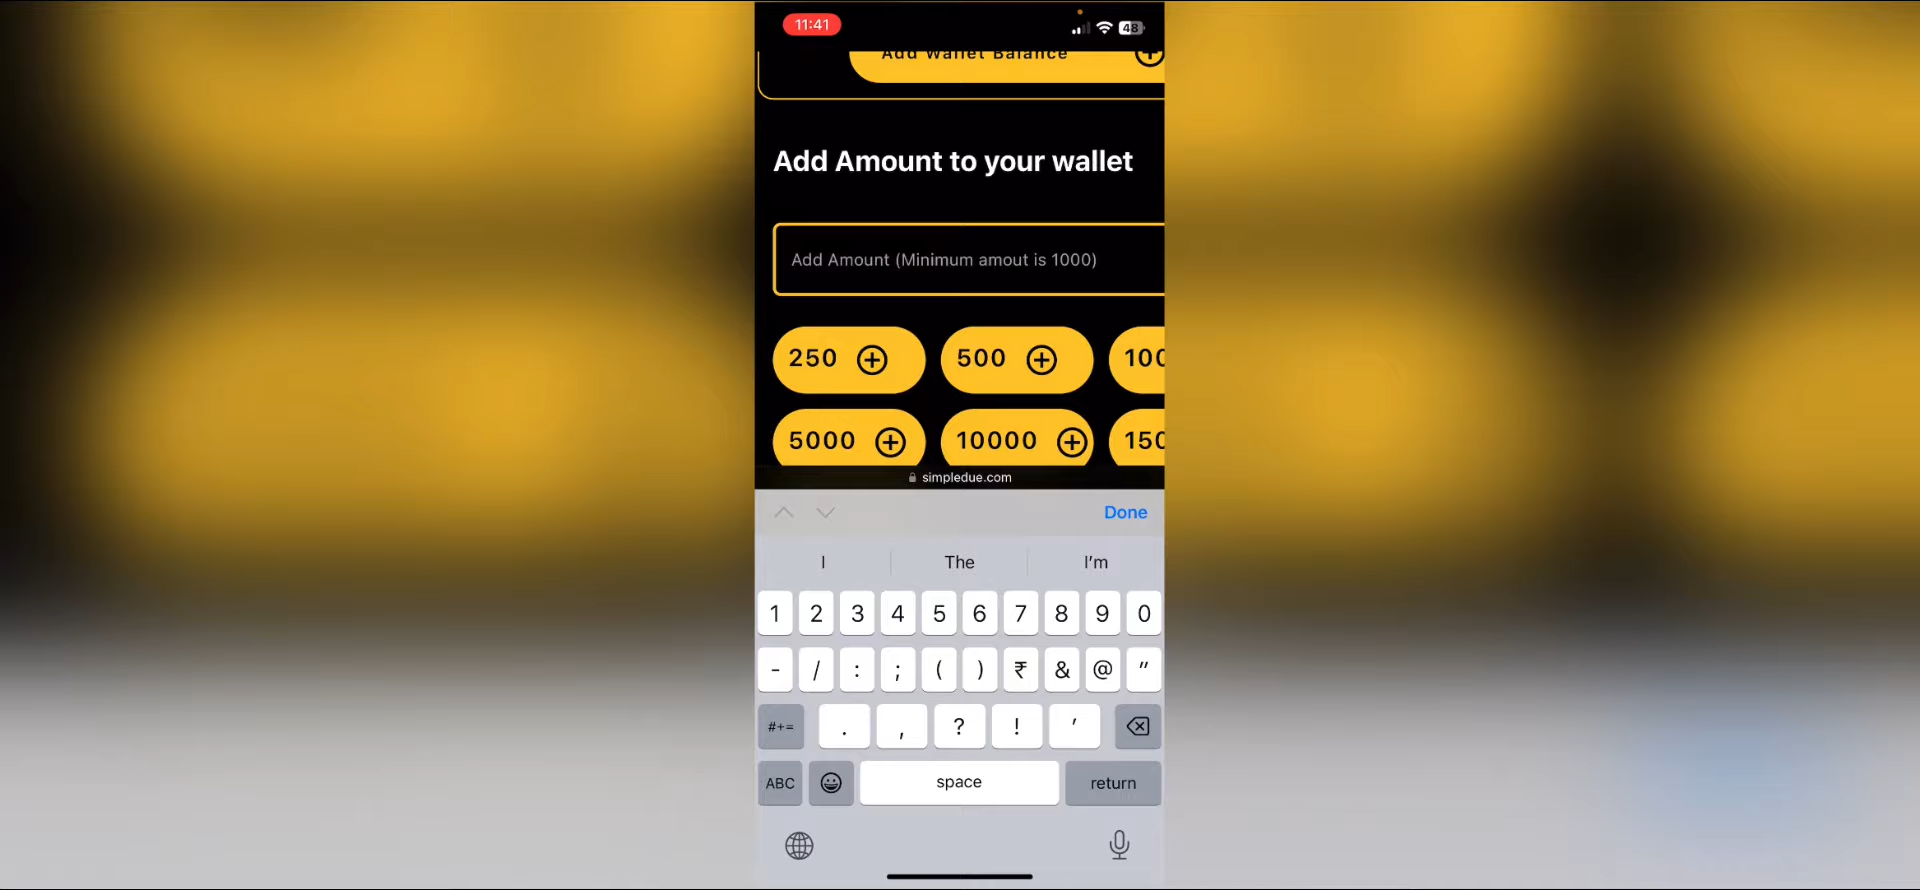 11:41
48
Add Wallet Balance
Add Amount to your wallet
Add Amount (Minimum amout is 1000)
250 500 100
5000 10000 150
simpledue.com
Done
I The I’m
1 2 3 4 5 6 7 8 9 0
- / : ; ( ) ₹ & @ ”
#+= . , ? ! ’
ABC space return